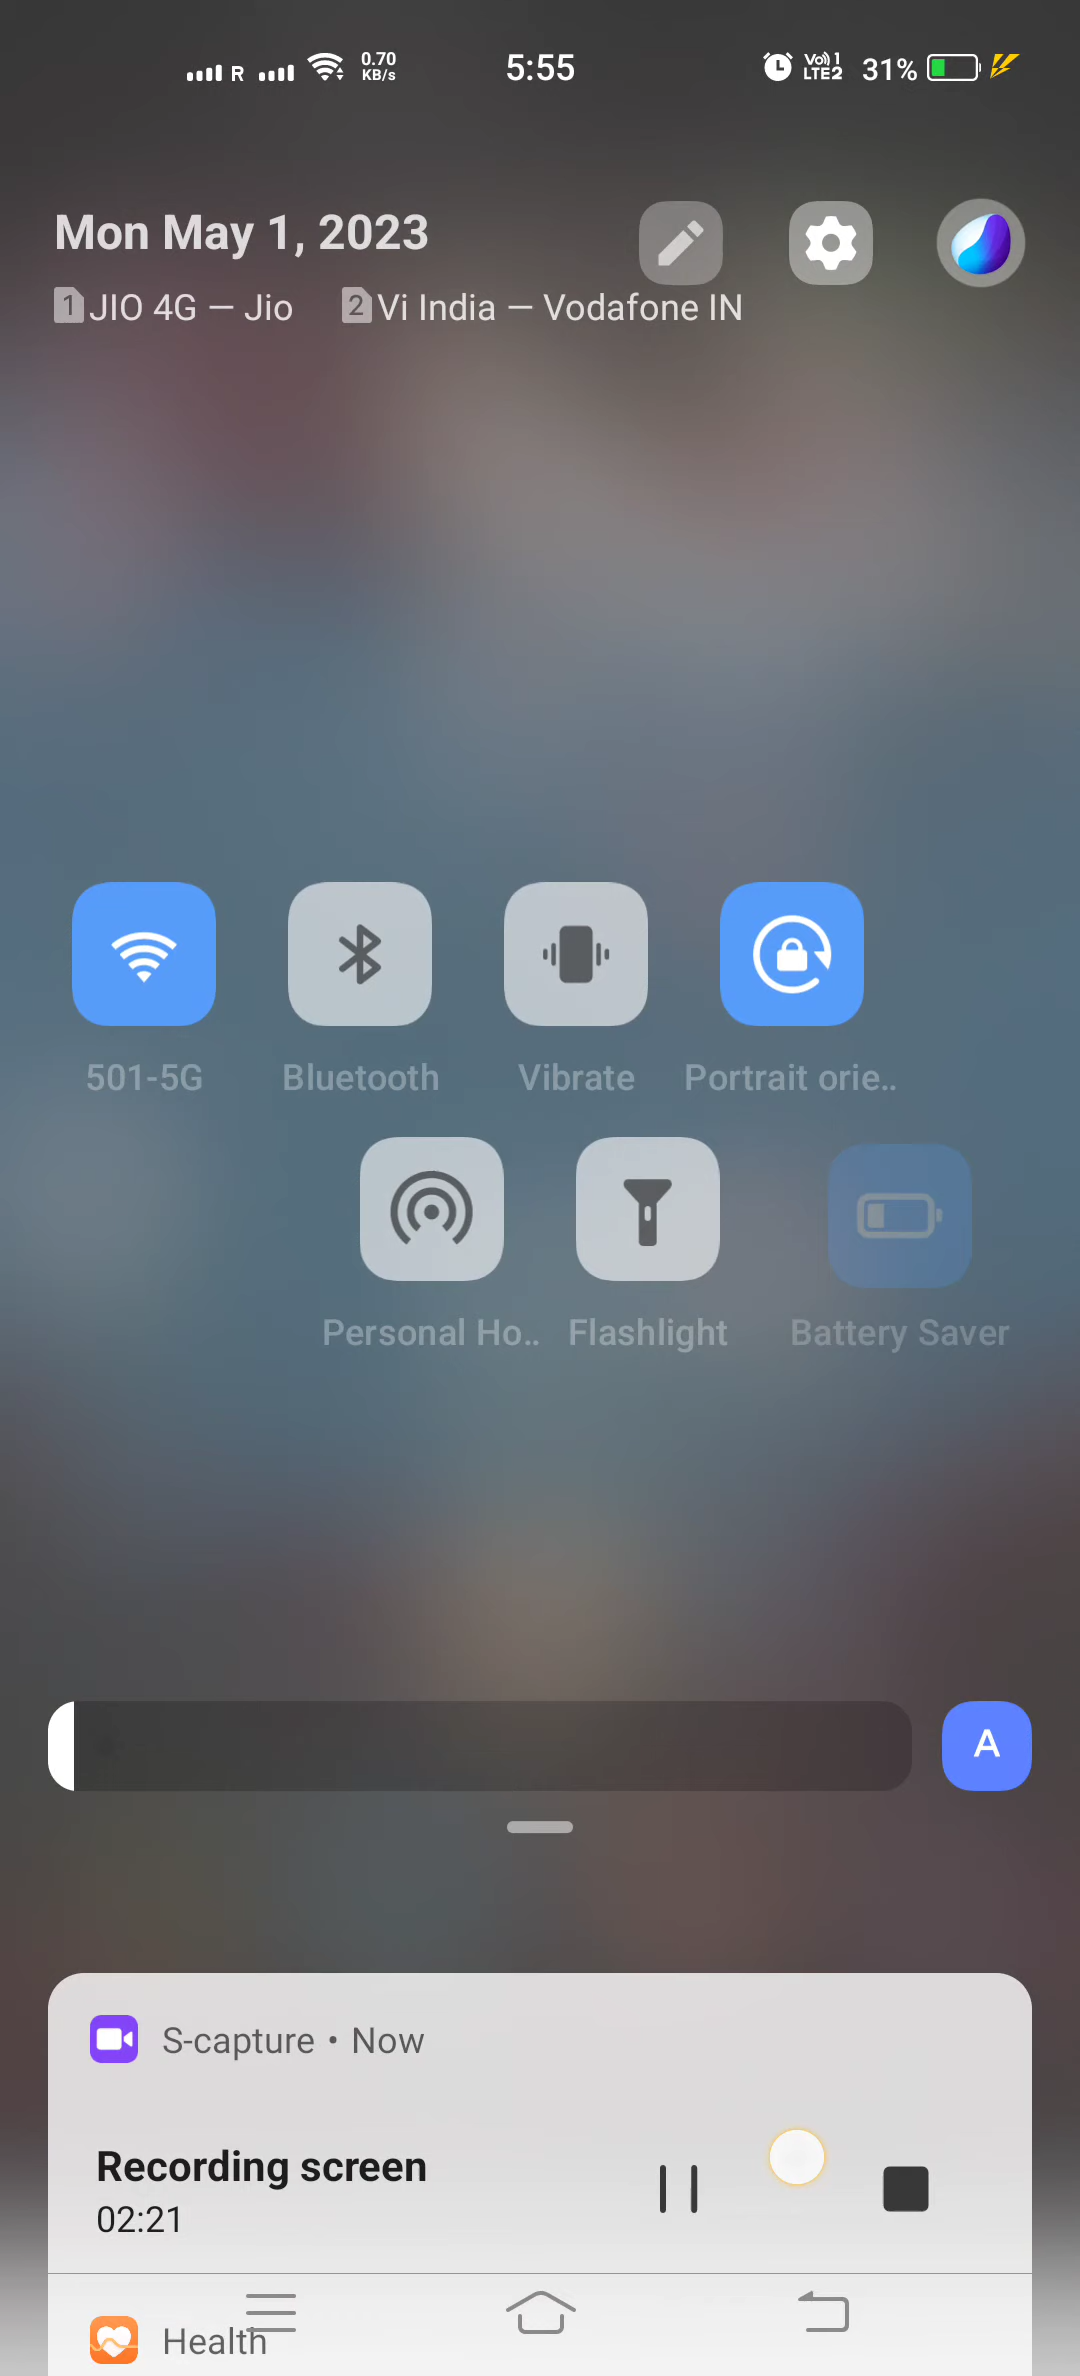 R 0.70 KB/s 5:55 Vo)) 1 LTE2 31%
Mon May 1, 2023
1 JIO 4G — Jio 2 Vi India — Vodafone IN
501-5G Bluetooth Vibrate Portrait orie..
Personal Ho.. Flashlight Battery Saver
A
S-capture • Now
Recording screen
02:21
Health